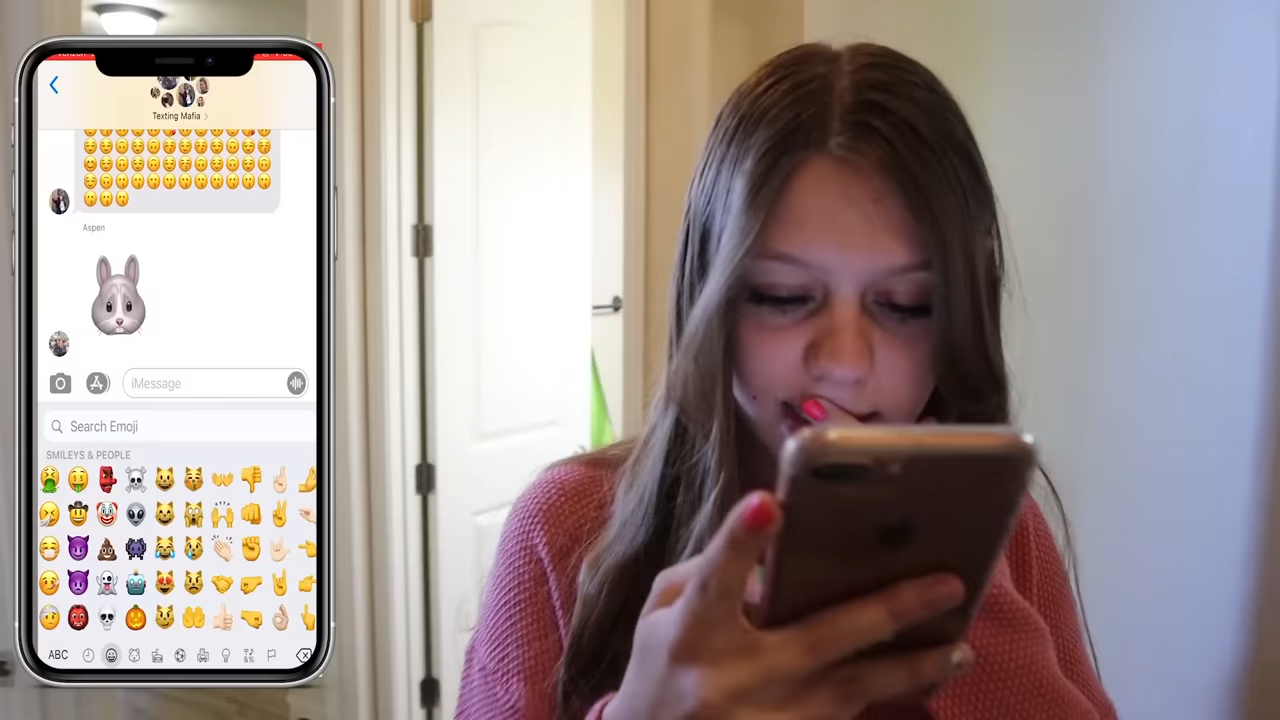 Texting Mafia
Aspen
iMessage
Search Emoji
SMILEYS & PEOPLE
ABC